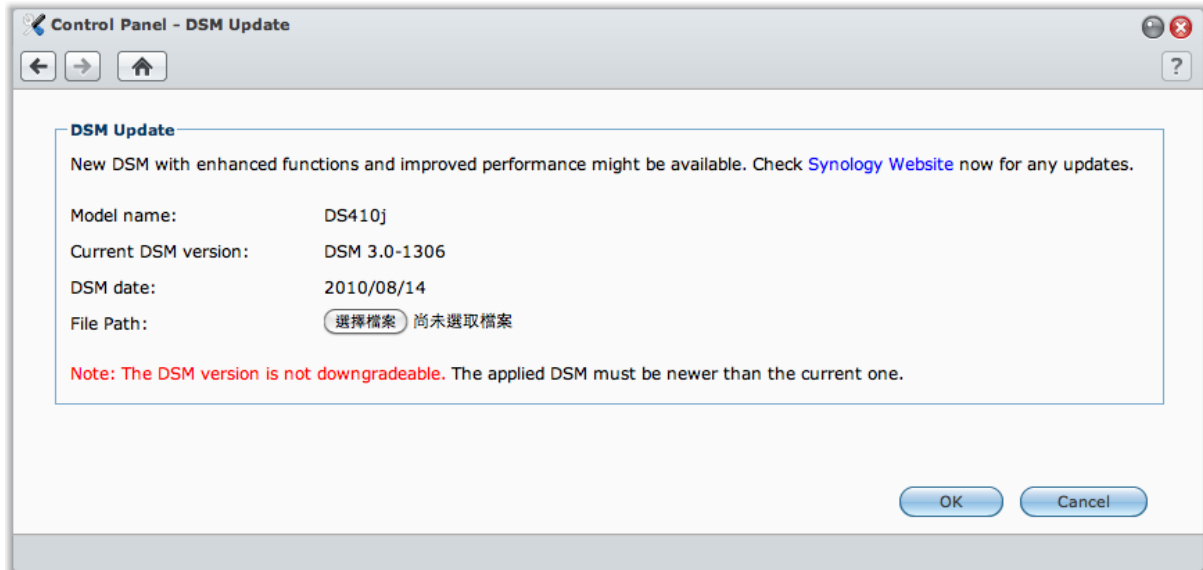 Control Panel - DSM Update
?
DSM Update
New DSM with enhanced functions and improved performance might be available. Check Synology Website now for any updates.
Model name: DS410j
Current DSM version: DSM 3.0-1306
DSM date: 2010/08/14
File Path: 選擇檔案 尚未選取檔案
Note: The DSM version is not downgradeable. The applied DSM must be newer than the current one.
OK Cancel